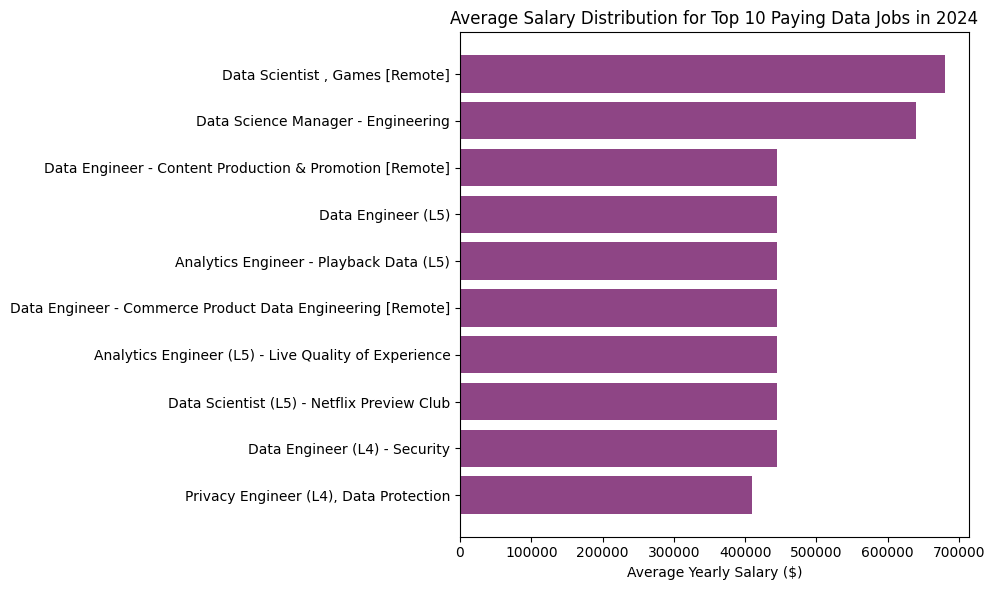 Average Salary Distribution for Top 10 Paying Data Jobs in 2024
Data Scientist , Games [Remote]
Data Science Manager - Engineering
Data Engineer - Content Production & Promotion [Remote]
Data Engineer (L5)
Analytics Engineer - Playback Data (L5)
Data Engineer - Commerce Product Data Engineering [Remote]
Analytics Engineer (L5) - Live Quality of Experience
Data Scientist (L5) - Netflix Preview Club
Data Engineer (L4) - Security
Privacy Engineer (L4), Data Protection
0 100000 200000 300000 400000 500000 600000 700000
Average Yearly Salary ($)